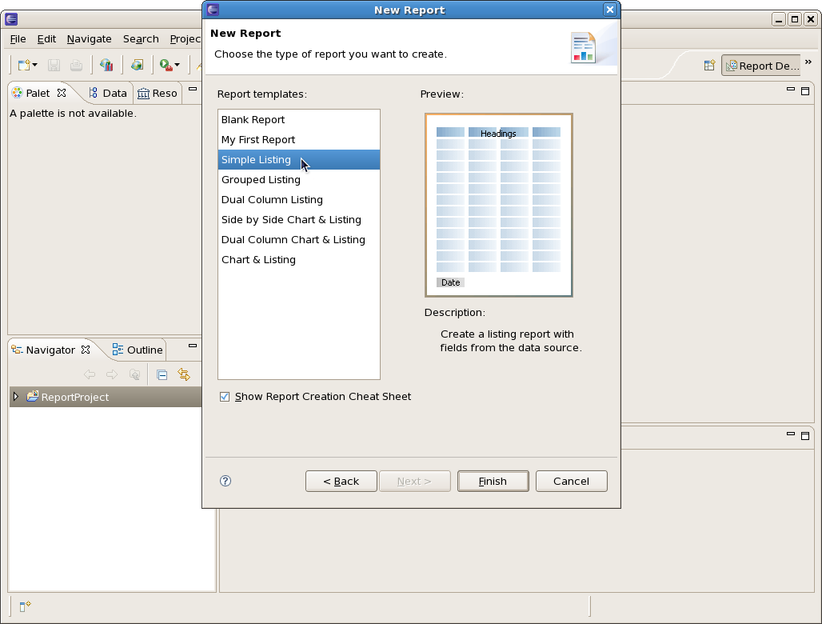 New Report
File Edit Navigate Search Projec
New Report
Choose the type of report you want to create.
Report De...
Palet Data Reso
A palette is not available.
Report templates:
Blank Report
My First Report
Simple Listing
Grouped Listing
Dual Column Listing
Side by Side Chart & Listing
Dual Column Chart & Listing
Chart & Listing
Preview:
Headings
Date
Description:
Create a listing report with
fields from the data source.
Navigator Outline
ReportProject
Show Report Creation Cheat Sheet
< Back Next > Finish Cancel